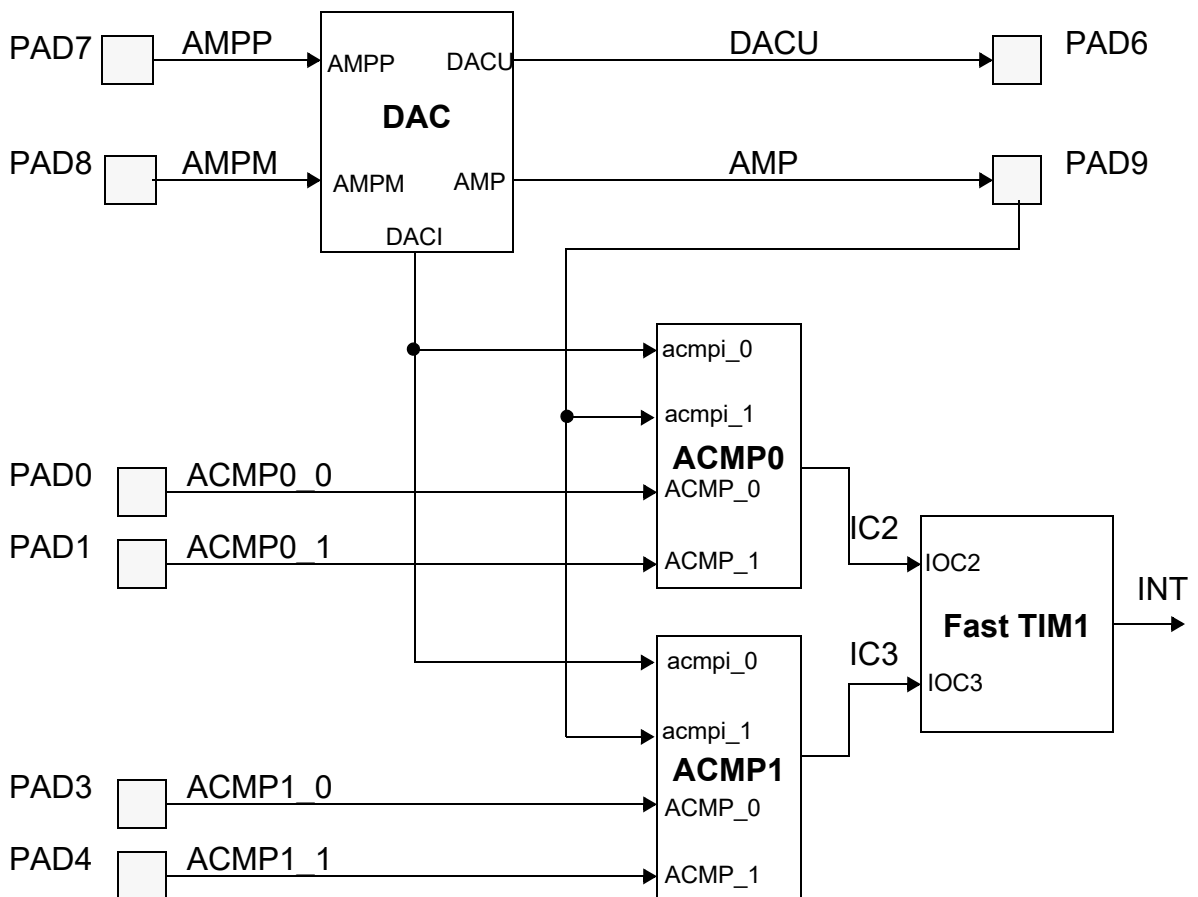 PAD7 AMPP DACU PAD6
AMPP DACU
DAC
PAD8 AMPM AMP PAD9
AMPM AMP
DACI
acmpi_0
acmpi_1
ACMP0
PAD0 ACMP0_0
ACMP_0
IC2
PAD1 ACMP0_1
ACMP_1 IOC2
INT
Fast TIM1
IC3
acmpi_0
IOC3
acmpi_1
ACMP1
PAD3 ACMP1_0
ACMP_0
PAD4 ACMP1_1
ACMP_1